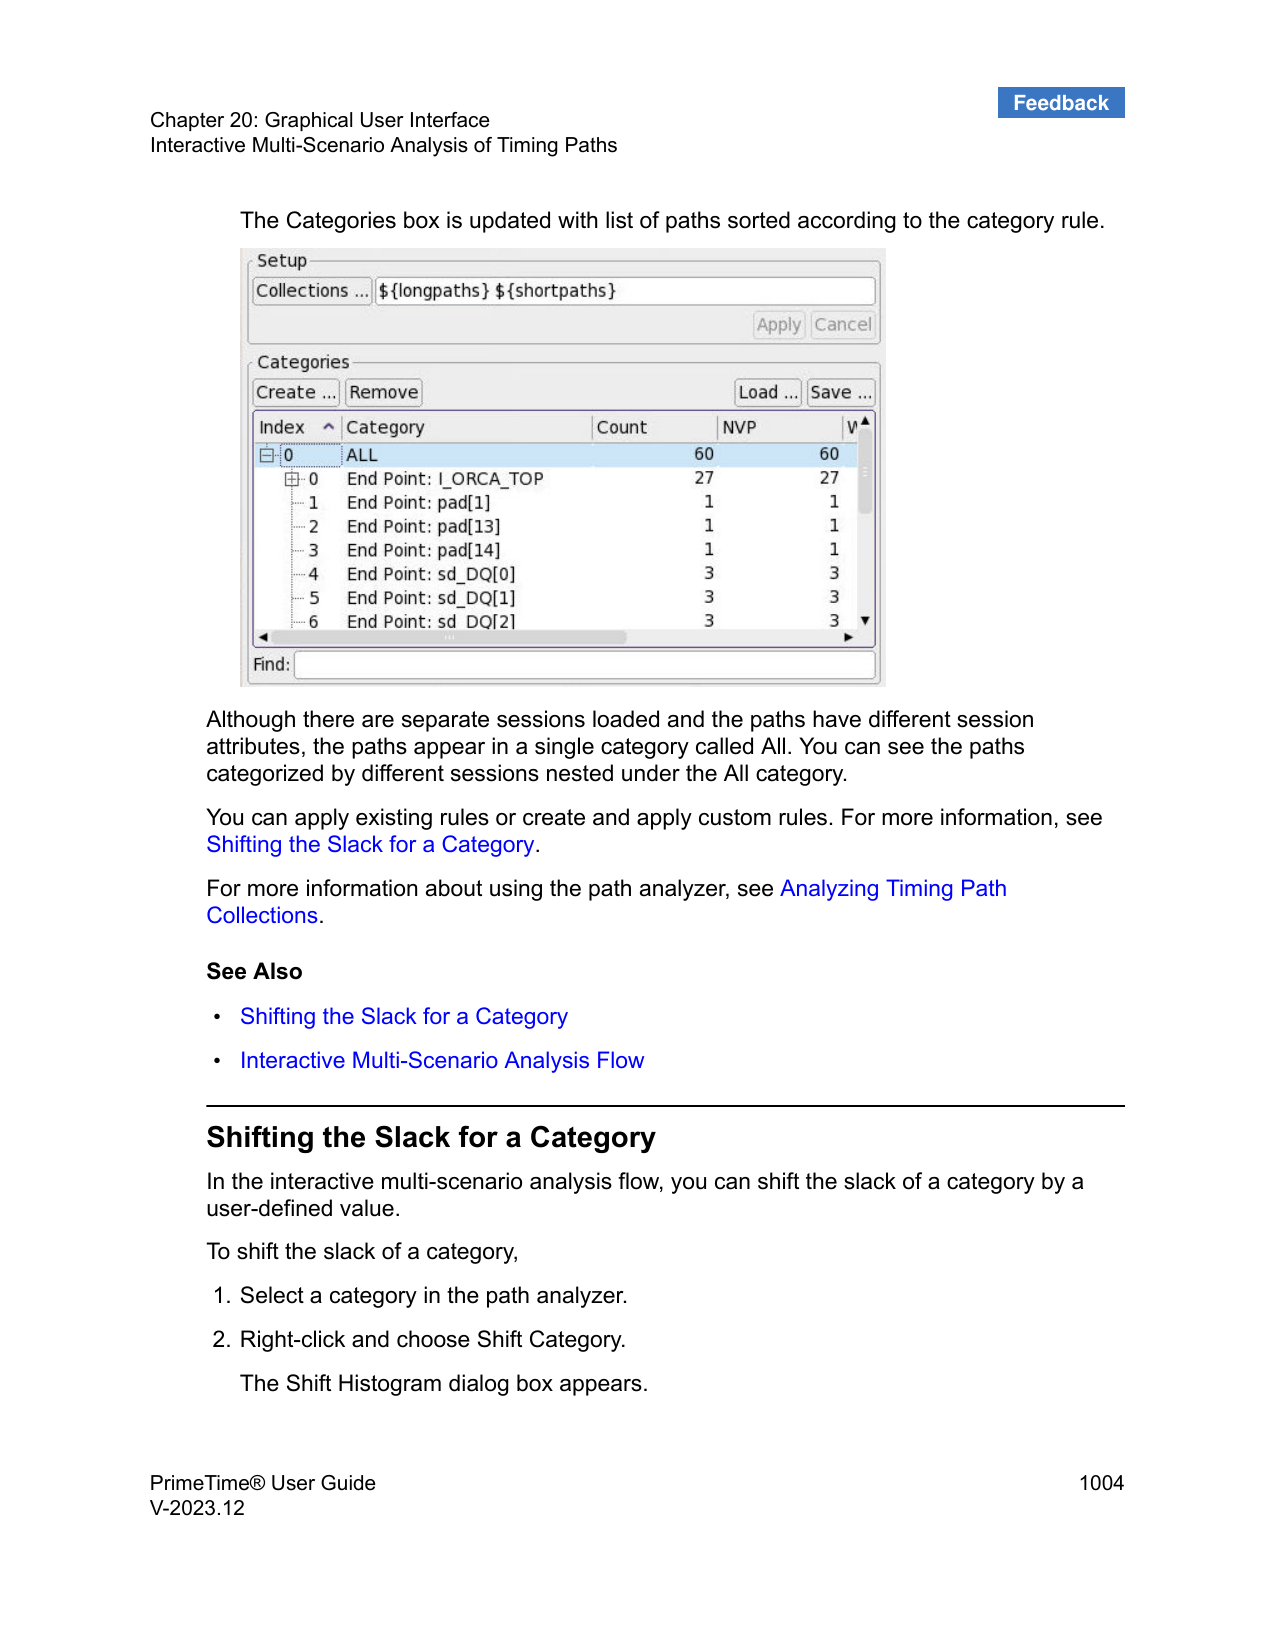 Feedback
Chapter 20: Graphical User Interface
Interactive Multi-Scenario Analysis of Timing Paths
The Categories box is updated with list of paths sorted according to the category rule.
Setup
Collections ... ${longpaths} ${shortpaths}
Apply Cancel
Categories
Create ... Remove Load ... Save ...
Index Category Count NVP W
0 ALL 60 60
0 End Point: I_ORCA_TOP 27 27
1 End Point: pad[1] 1 1
2 End Point: pad[13] 1 1
3 End Point: pad[14] 1 1
4 End Point: sd_DQ[0] 3 3
5 End Point: sd_DQ[1] 3 3
6 End Point: sd_DQ[2] 3 3
Find:
Although there are separate sessions loaded and the paths have different session
attributes, the paths appear in a single category called All. You can see the paths
categorized by different sessions nested under the All category.
You can apply existing rules or create and apply custom rules. For more information, see
Shifting the Slack for a Category.
For more information about using the path analyzer, see Analyzing Timing Path
Collections.
See Also
• Shifting the Slack for a Category
• Interactive Multi-Scenario Analysis Flow
Shifting the Slack for a Category
In the interactive multi-scenario analysis flow, you can shift the slack of a category by a
user-defined value.
To shift the slack of a category,
1. Select a category in the path analyzer.
2. Right-click and choose Shift Category.
The Shift Histogram dialog box appears.
PrimeTime® User Guide 1004
V-2023.12